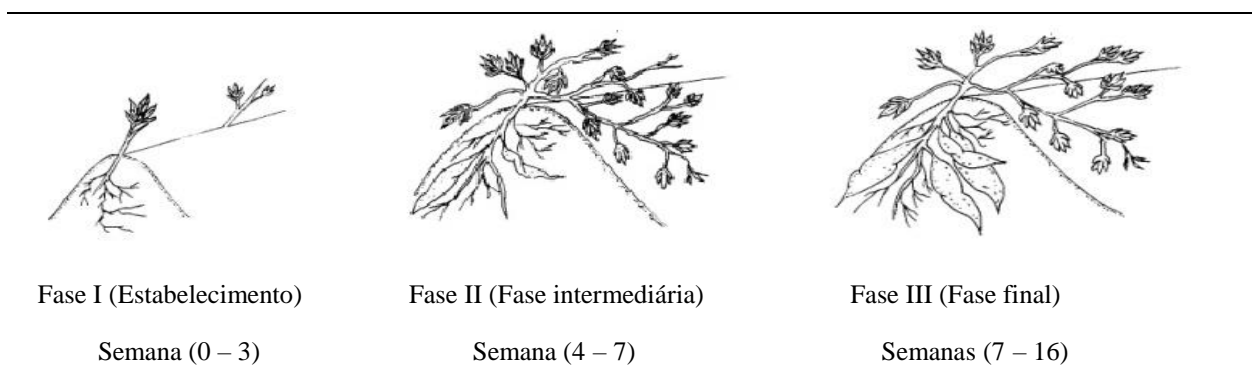 Fase I (Estabelecimento) Fase II (Fase intermediária) Fase III (Fase final)
Semana (0 – 3) Semana (4 – 7) Semanas (7 – 16)